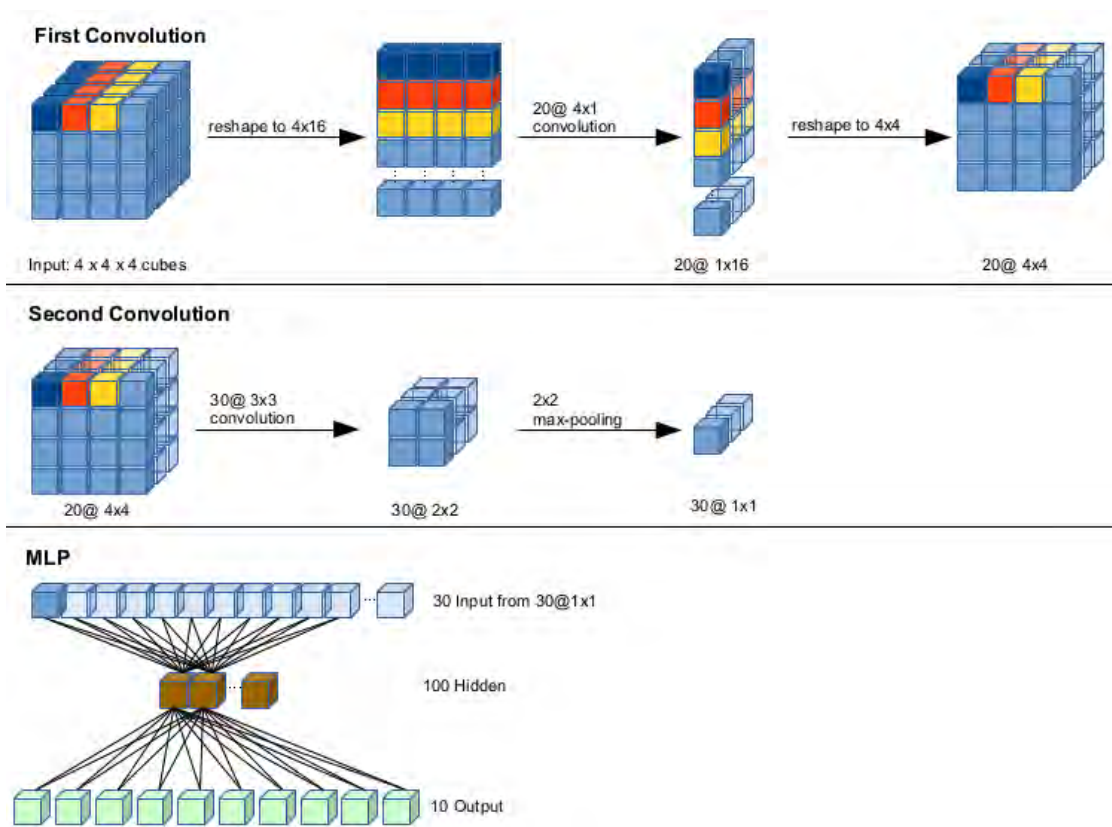 First Convolution
reshape to 4x16
20@ 4x1
convolution
reshape to 4x4
Input: 4 x 4 x 4 cubes
20@ 1x16
20@ 4x4
Second Convolution
30@ 3x3
convolution
2x2
max-pooling
20@ 4x4
30@ 2x2
30@ 1x1
MLP
30 Input from 30@1x1
100 Hidden
10 Output